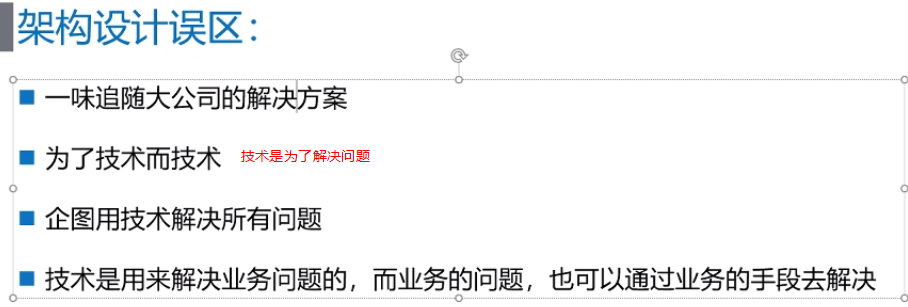 架构设计误区：
一味追随大公司的解决方案
为了技术而技术 技术是为了解决问题
企图用技术解决所有问题
技术是用来解决业务问题的，而业务的问题，也可以通过业务的手段去解决